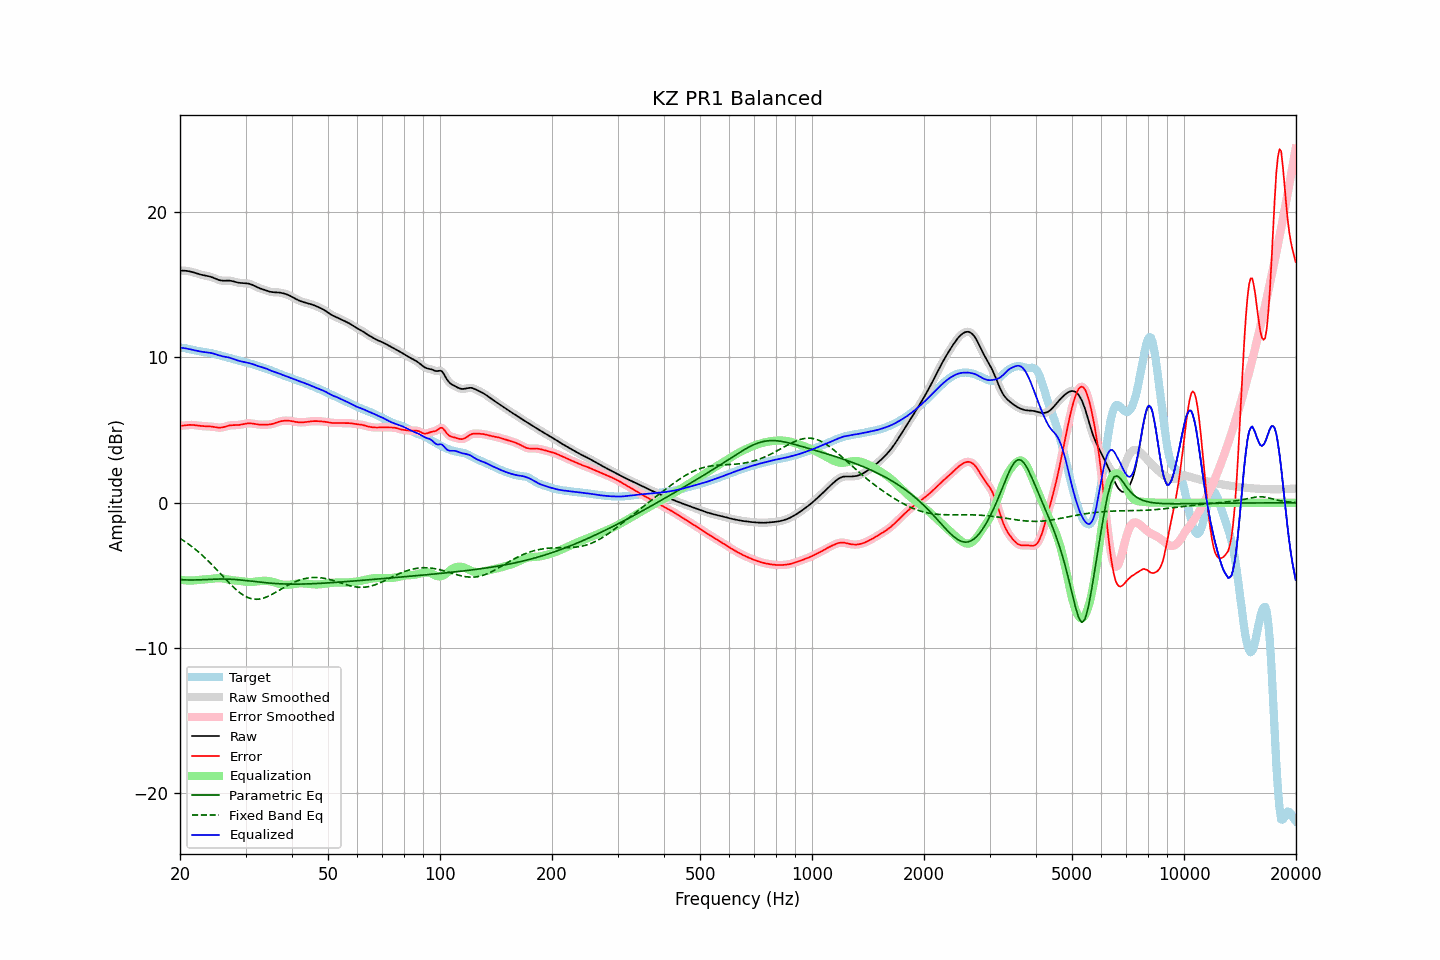 KZ PR1 Balanced
Amplitude (dBr)
20
10
0
−10
−20
Target
Raw Smoothed
Error Smoothed
Raw
Error
Equalization
Parametric Eq
Fixed Band Eq
Equalized
20 50 100 200 500 1000 2000 5000 10000 20000
Frequency (Hz)